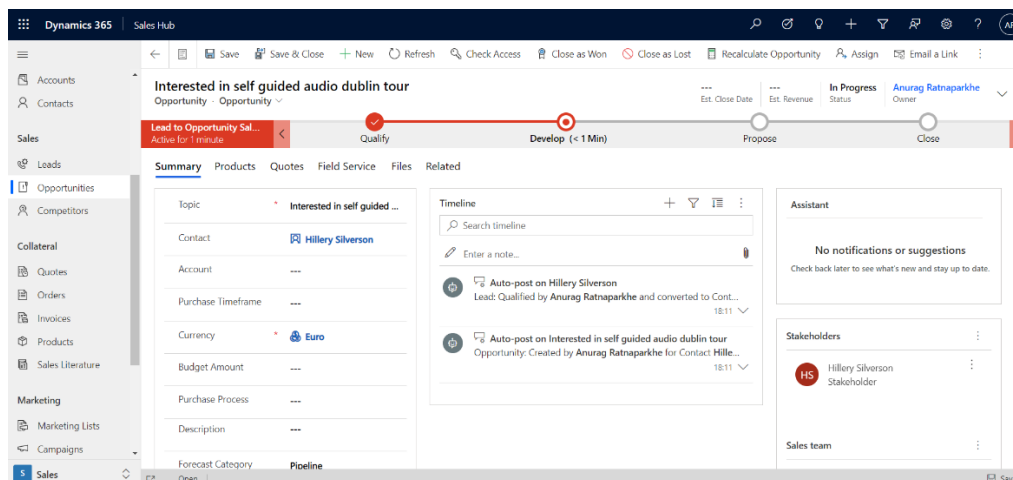 Dynamics 365 Sales Hub ? AF
Save Save & Close New Refresh Check Access Close as Won Close as Lost Recalculate Opportunity Assign Email a Link
Accounts
Contacts
Sales
Leads
Opportunities
Competitors
Collateral
Quotes
Orders
Invoices
Products
Sales Literature
Marketing
Marketing Lists
Campaigns
S Sales
Interested in self guided audio dublin tour
Opportunity · Opportunity
---
Est. Close Date
---
Est. Revenue
In Progress
Status
Anurag Ratnaparkhe
Owner
Lead to Opportunity Sal...
Active for 1 minute
Qualify
Develop (< 1 Min)
Propose
Close
Summary Products Quotes Field Service Files Related
Topic * Interested in self guided ...
Contact Hillery Silverson
Account ---
Purchase Timeframe ---
Currency * Euro
Budget Amount ---
Purchase Process ---
Description ---
Forecast Category Pipeline
Timeline
Search timeline
Enter a note...
Auto-post on Hillery Silverson
Lead: Qualified by Anurag Ratnaparkhe and converted to Cont...
18:11
Auto-post on Interested in self guided audio dublin tour
Opportunity: Created by Anurag Ratnaparkhe for Contact Hille...
18:11
Assistant
No notifications or suggestions
Check back later to see what's new and stay up to date.
Stakeholders
HS Hillery Silverson
Stakeholder
Sales team
Open